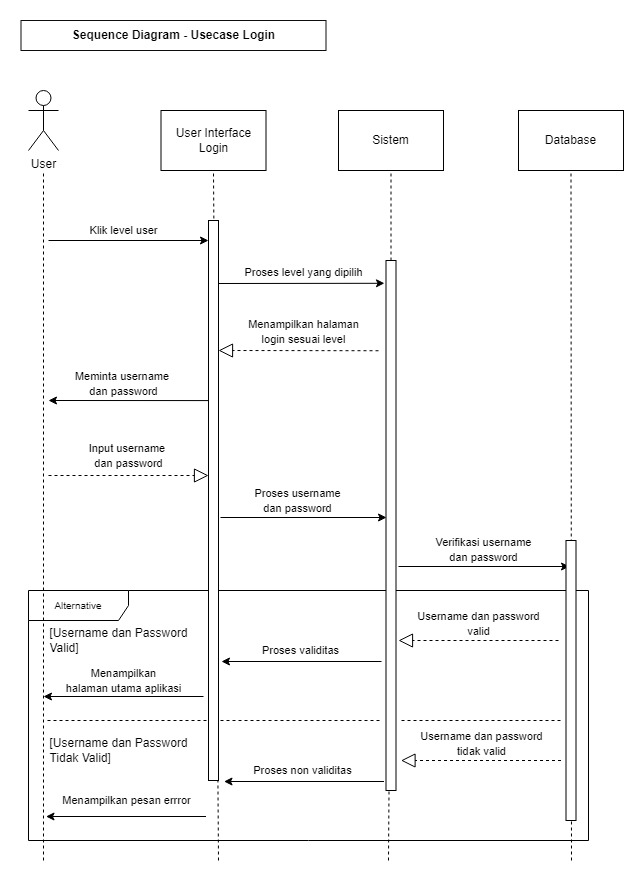 Sequence Diagram - Usecase Login
User
User Interface
Login
Sistem
Database
Klik level user
Proses level yang dipilih
Menampilkan halaman
login sesuai level
Meminta username
dan password
Input username
dan password
Proses username
dan password
Verifikasi username
dan password
Alternative
Username dan password
valid
[Username dan Password
Valid]
Proses validitas
Menampilkan
halaman utama aplikasi
Username dan password
tidak valid
[Username dan Password
Tidak Valid]
Proses non validitas
Menampilkan pesan errror